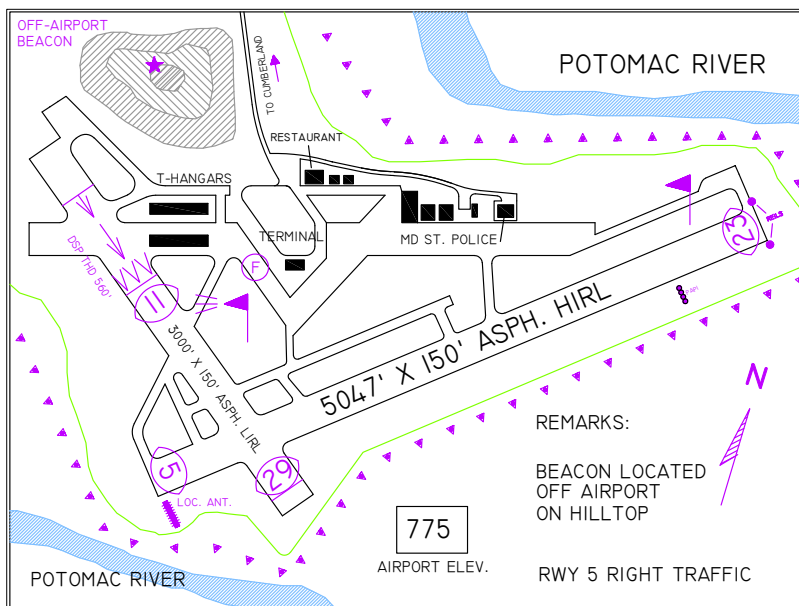 OFF-AIRPORT
BEACON
TO CUMBERLAND
POTOMAC RIVER
RESTAURANT
T-HANGARS
TERMINAL
MD ST. POLICE
23
REILS
DSP THD 560'
F
11
PAPI
3000' X 150' ASPH. LIRL
5047' X 150' ASPH. HIRL
N
5
29
LOC. ANT.
REMARKS:
BEACON LOCATED
OFF AIRPORT
ON HILLTOP
775
AIRPORT ELEV.
RWY 5 RIGHT TRAFFIC
POTOMAC RIVER